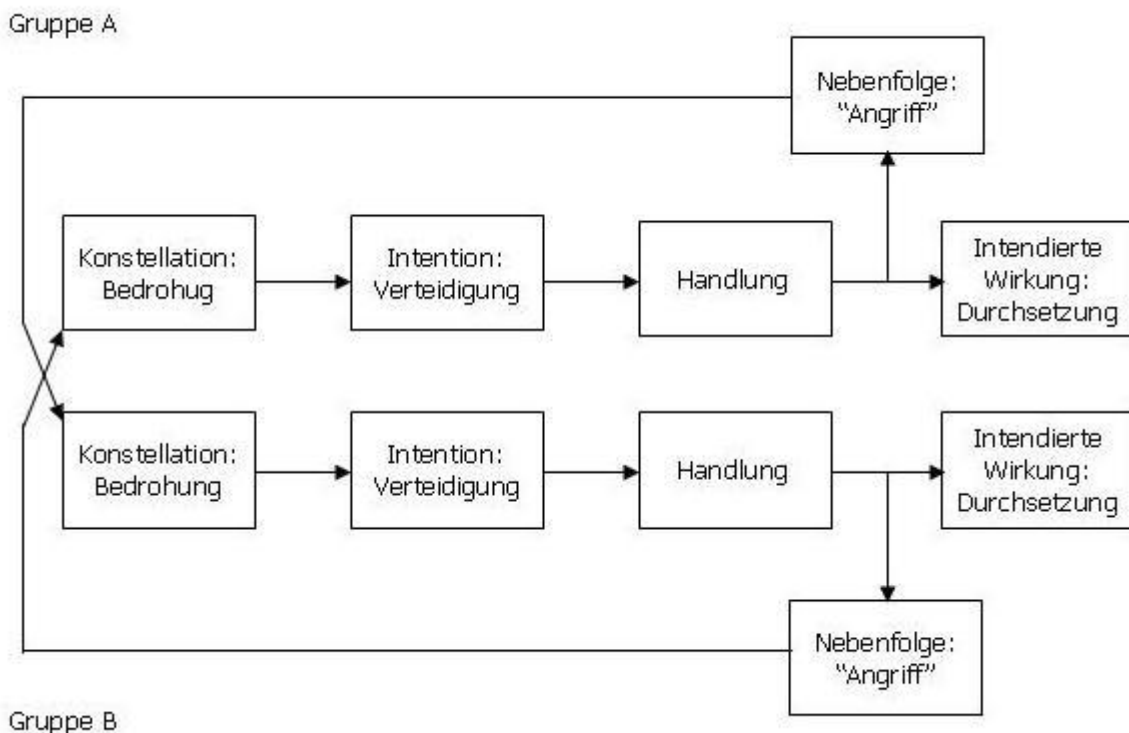 Gruppe A
Nebenfolge:
“Angriff”
Konstellation:
Bedrohug
Intention:
Verteidigung
Handlung
Intendierte
Wirkung:
Durchsetzung
Konstellation:
Bedrohung
Intention:
Verteidigung
Handlung
Intendierte
Wirkung:
Durchsetzung
Nebenfolge:
“Angriff”
Gruppe B